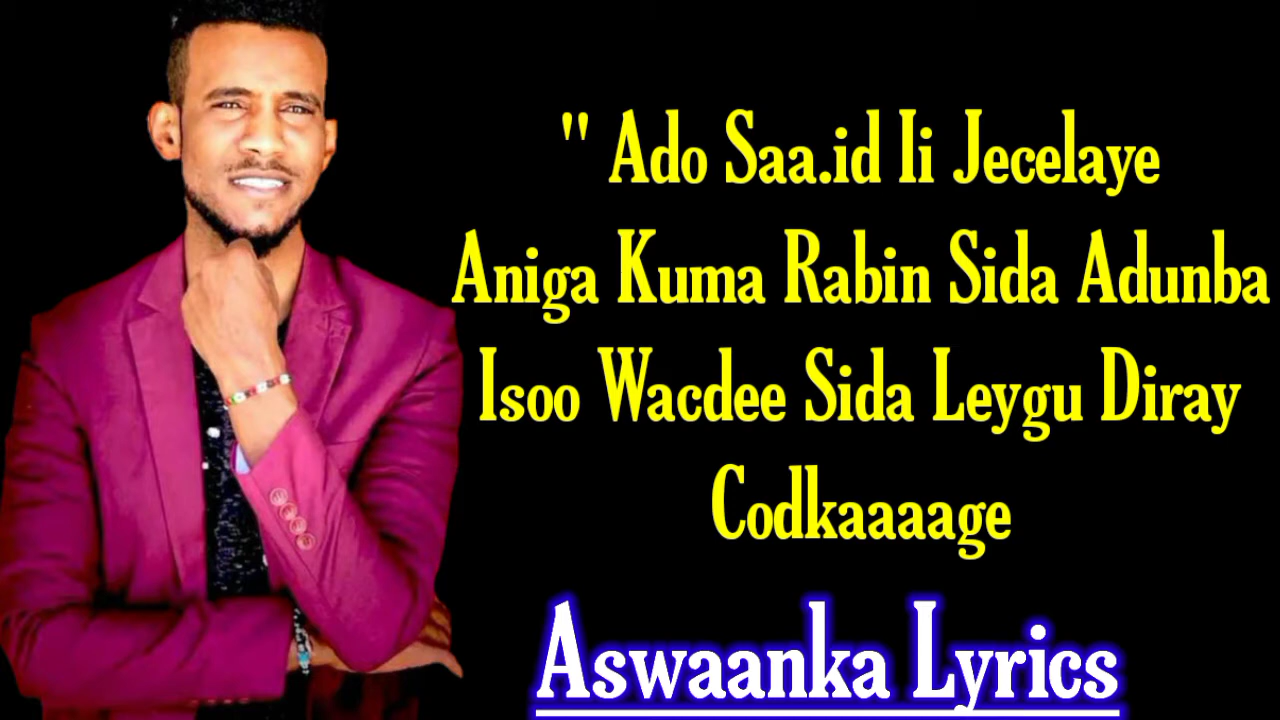 " Ado Saa.id Ii Jecelaye
Aniga Kuma Rabin Sida Adunba
Isoo Wacdee Sida Leygu Diray
Codkaaaage
Aswaanka Lyrics